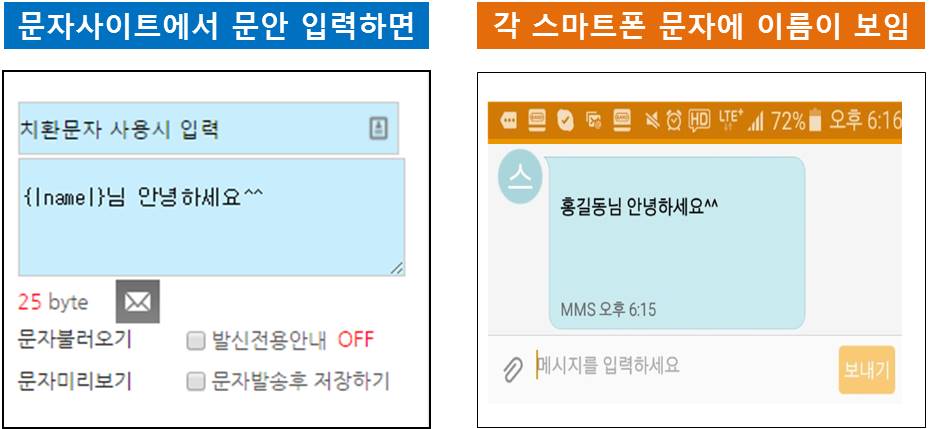 문자사이트에서 문안 입력하면
각 스마트폰 문자에 이름이 보임
치환문자 사용시 입력
{|name|}님 안녕하세요^^
25 byte
문자불러오기
발신전용안내 OFF
문자미리보기
문자발송후 저장하기
HD LTE+ 72% 오후 6:16
스
홍길동님 안녕하세요^^
MMS 오후 6:15
메시지를 입력하세요
보내기